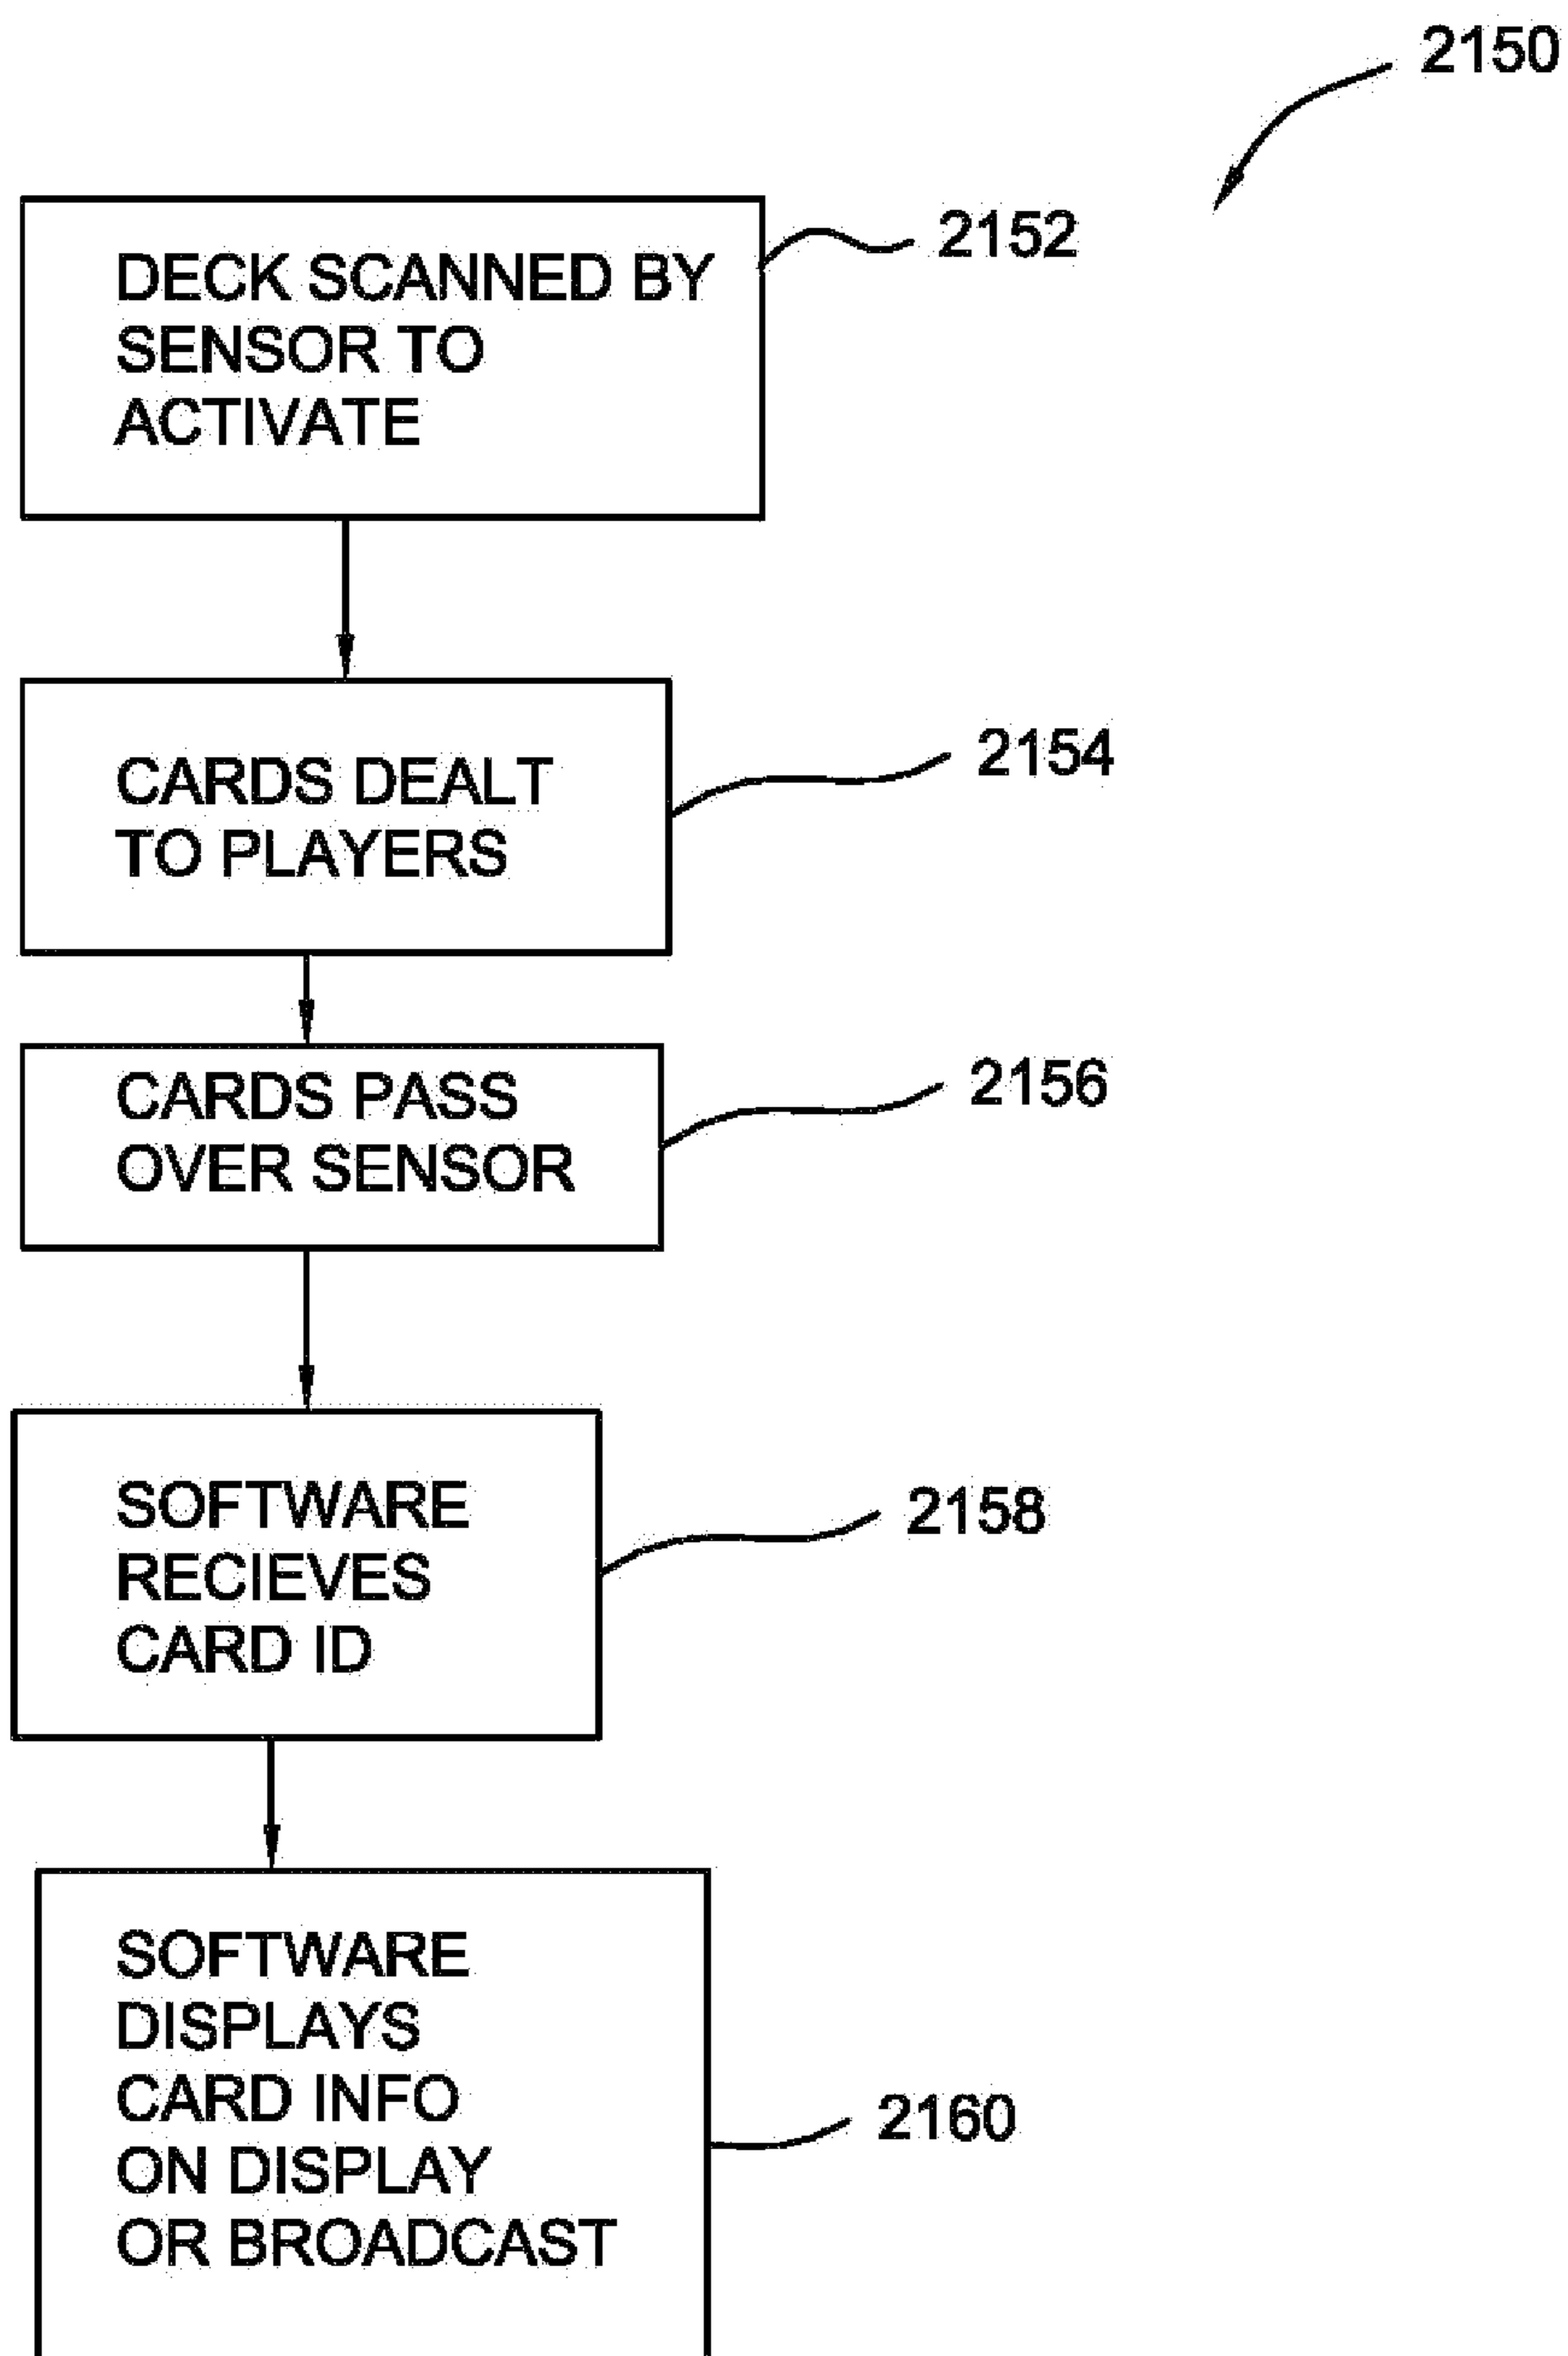 2150
DECK SCANNED BY
SENSOR TO
ACTIVATE
2152
CARDS DEALT
TO PLAYERS
2154
CARDS PASS
OVER SENSOR
2156
SOFTWARE
RECIEVES
CARD ID
2158
SOFTWARE
DISPLAYS
CARD INFO
ON DISPLAY
OR BROADCAST
2160